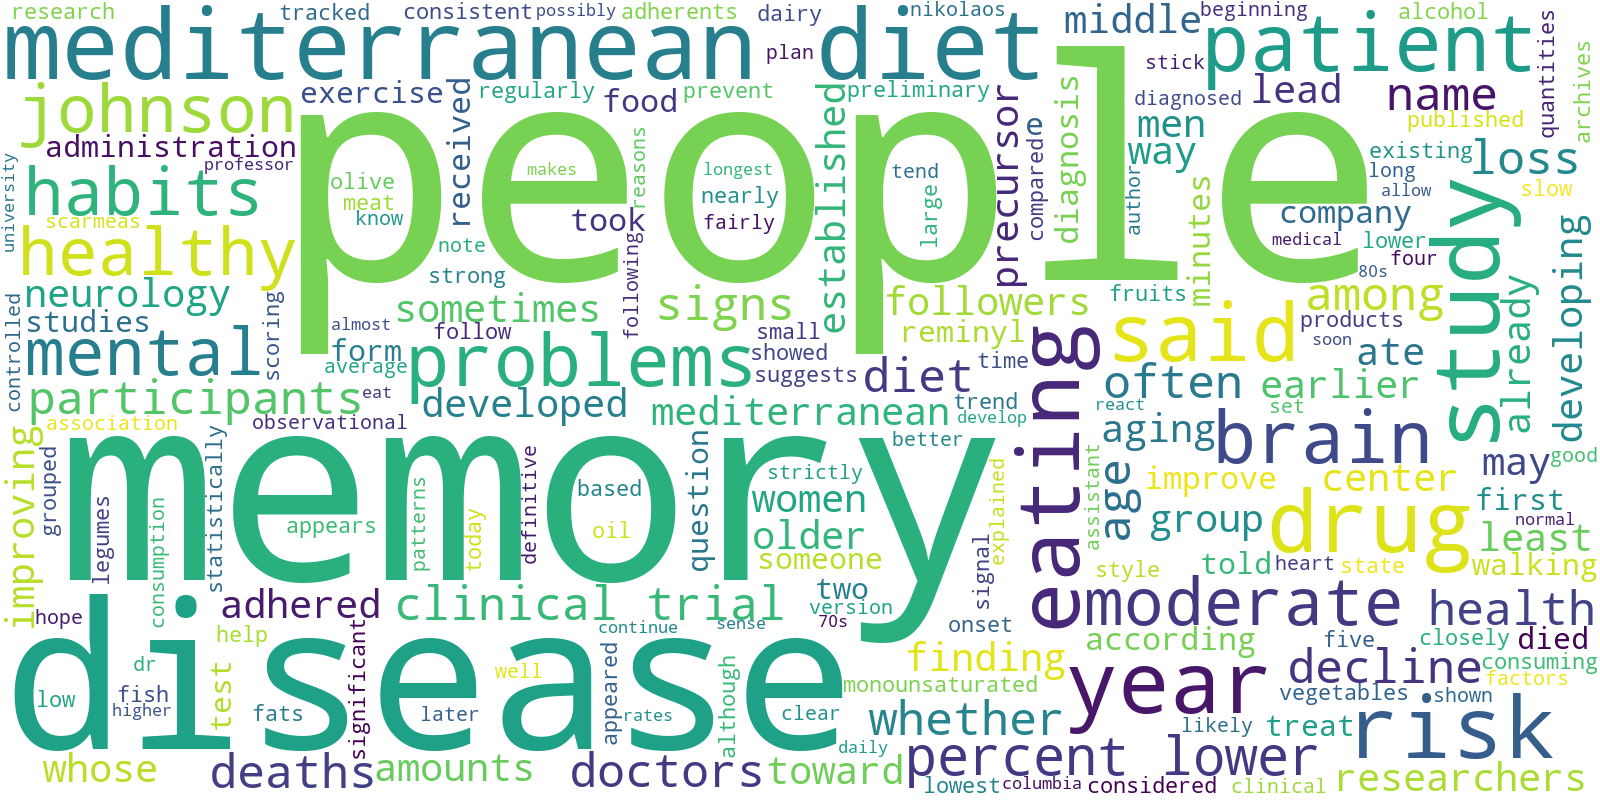 research
tracked
consistent
possibly
adherents
dairy
nikolaos
middle
beginning
alcohol
mediterranean
diet
plan
stick
patient
quantities
archives
johnson
exercise
regularly
food
prevent
preliminary
diagnosis
diagnosed
lead
name
published
administration
professor
received
reasons
established
precursor
compared
men
way
author
existing
long
allow
loss
slow
university
habits
scarmeas
olive
meat
know
people
makes
longest
nearly
fairly
tend
large
took
note
strong
following
company
medical
lower
four
80s
minutes
study
developing
already
healthy
neurology
studies
controlled
scoring
almost
follow
form
average
eat
sometimes
signs
small
showed
suggests
followers
reminyl
time
fruits
among
products
soon
ate
mental
participants
association
observational
problems
developed
diet
mediterranean
trend
develop
better
eating
said
often
react
earlier
set
aging
brain
may
good
improving
grouped
legumes
consumption
statistically
memory
appears
patterns
today
definitive
based
oil
question
strictly
women
older
someone
explained
signal
age
assistant
improve
center
group
drug
first
normal
least
style
told
heart
state
walking
hope
adhered
clinical trial
two
version
70s
onset
moderate
health
disease
help
dr
low
fish
higher
test
fats
significant
later
continue
sense
well
appeared
rates
although
clear
daily
finding
monounsaturated
according
five
closely
died
year
decline
consuming
factors
vegetables
shown
whether
likely
treat
risk
whose
deaths
amounts
doctors
toward
percent lower
lowest
columbia
considered
clinical
researchers